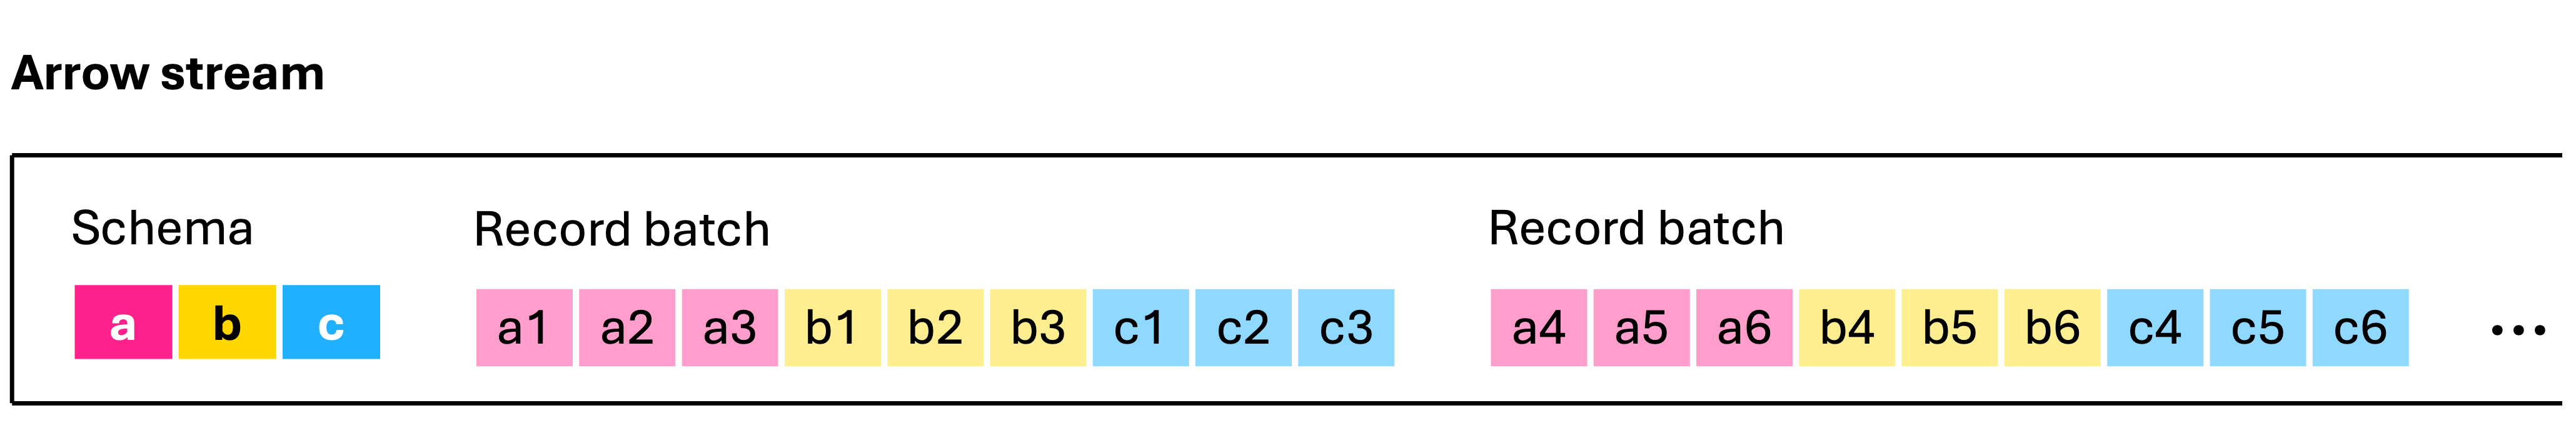 Arrow stream
Schema Record batch Record batch
a b c a1 a2 a3 b1 b2 b3 c1 c2 c3 a4 a5 a6 b4 b5 b6 c4 c5 c6 ...